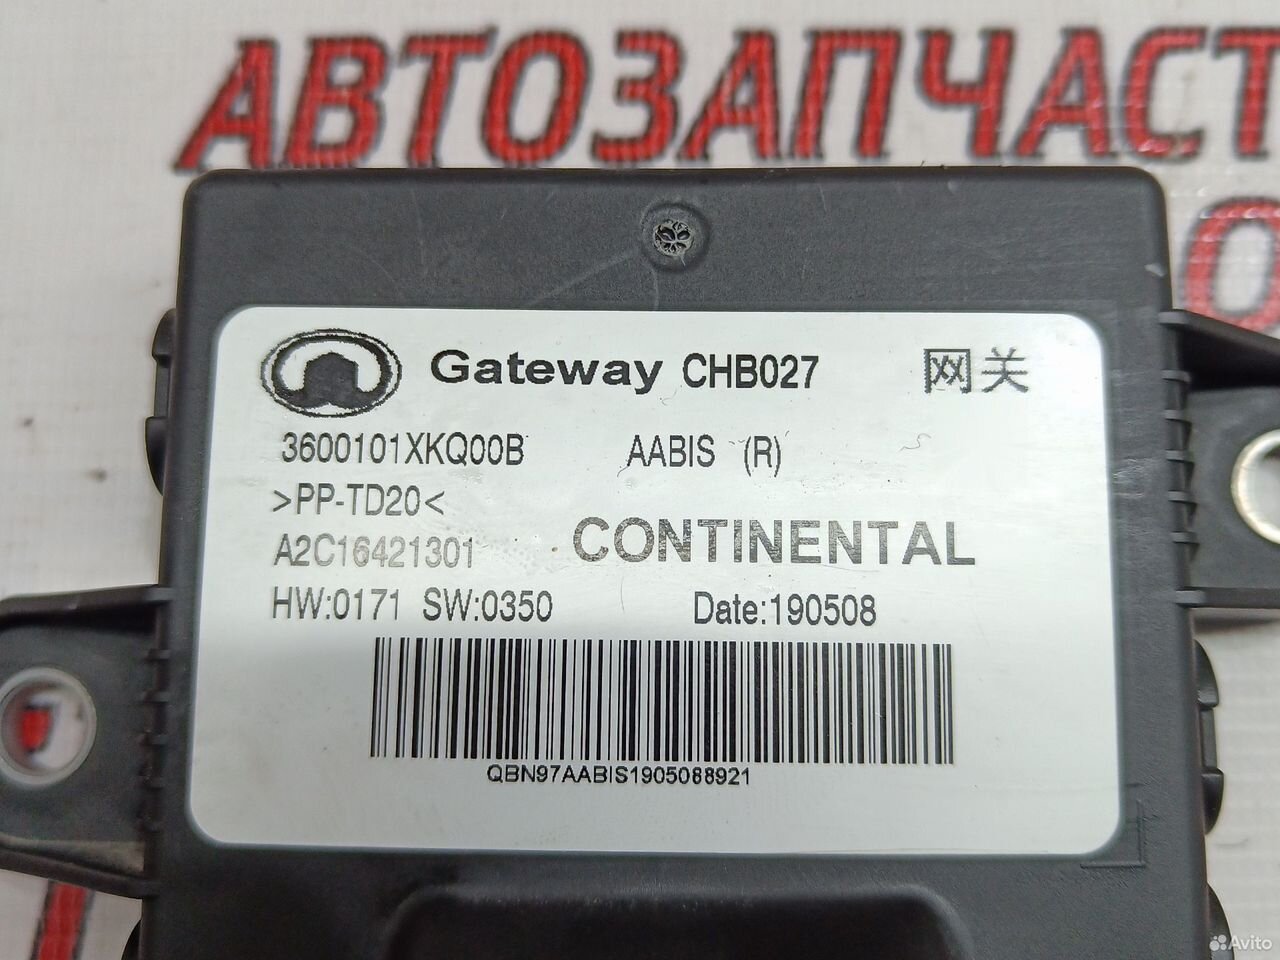 АВТОЗАПЧАСТ
О
Gateway CHB027 网关
3600101XKQ00B AABIS (R)
>PP-TD20<
A2C16421301 CONTINENTAL
HW:0171 SW:0350 Date:190508
QBN97AABIS1905088921
Avito